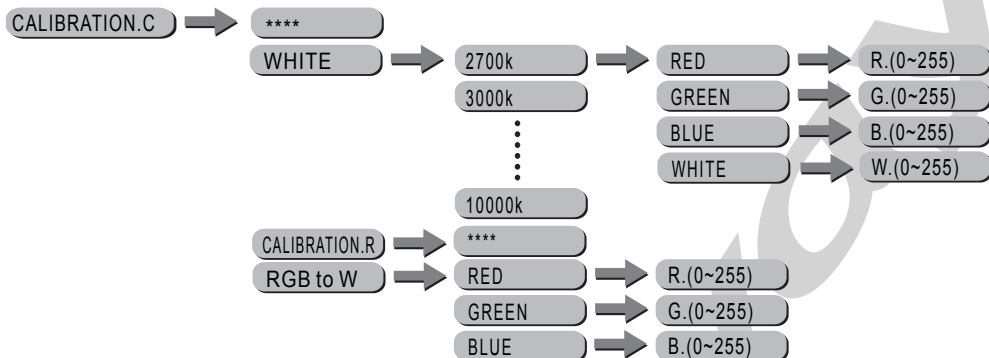 CALIBRATION.C
****
WHITE
2700k
RED
R.(0~255)
3000k
GREEN
G.(0~255)
BLUE
B.(0~255)
WHITE
W.(0~255)
10000k
CALIBRATION.R
****
RGB to W
RED
R.(0~255)
GREEN
G.(0~255)
BLUE
B.(0~255)